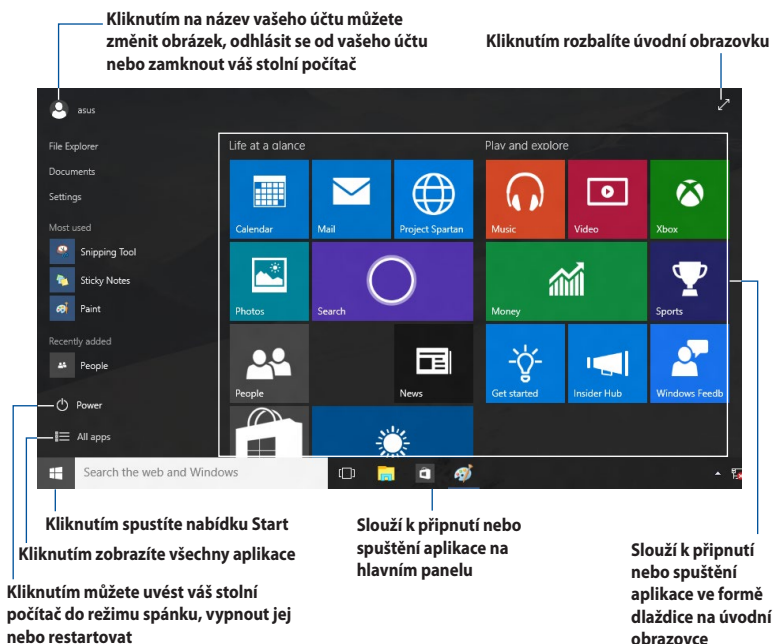 Kliknutím na název vašeho účtu můžete
změnit obrázek, odhlásit se od vašeho účtu
nebo zamknout váš stolní počítač
Kliknutím rozbalíte úvodní obrazovku
asus
File Explorer
Documents
Settings
Most used
Snipping Tool
Sticky Notes
Paint
Recently added
People
Power
All apps
Search the web and Windows
Life at a glance
Play and explore
Calendar
Mail
Project Spartan
Music
Video
Xbox
Photos
Search
Money
Sports
People
News
Get started
Insider Hub
Windows Feedb
Kliknutím spustíte nabídku Start
Kliknutím zobrazíte všechny aplikace
Kliknutím můžete uvést váš stolní
počítač do režimu spánku, vypnout jej
nebo restartovat
Slouží k připnutí nebo
spuštění aplikace na
hlavním panelu
Slouží k připnutí
nebo spuštění
aplikace ve formě
dlaždice na úvodní
obrazovce